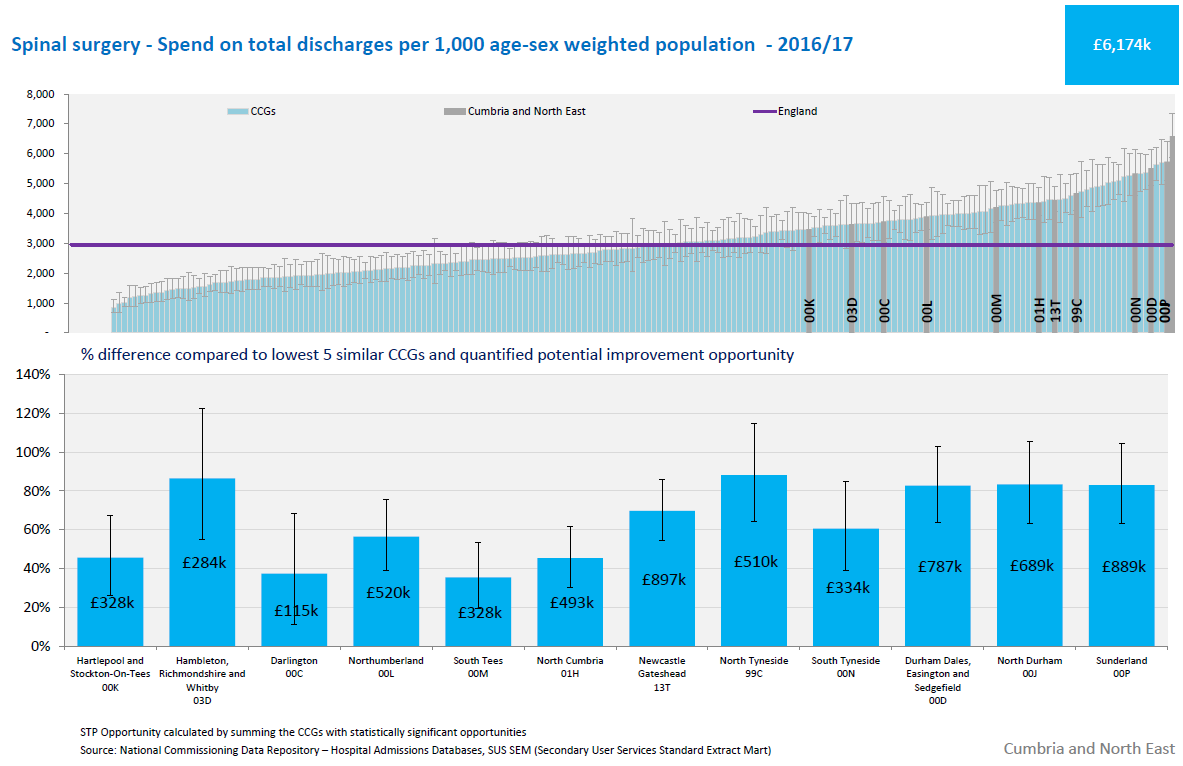 Spinal surgery - Spend on total discharges per 1,000 age-sex weighted population - 2016/17
£6,174k
8,000
7,000
6,000
5,000
4,000
3,000
2,000
1,000
-
CCGs
Cumbria and North East
England
00K
03D
00C
00L
00M
01H
13T
99C
00N
00D
00P
% difference compared to lowest 5 similar CCGs and quantified potential improvement opportunity
140%
120%
100%
80%
60%
40%
20%
0%
£328k
£284k
£115k
£520k
£328k
£493k
£897k
£510k
£334k
£787k
£689k
£889k
Hartlepool and
Stockton-On-Tees
00K
Hambleton,
Richmondshire and
Whitby
03D
Darlington
00C
Northumberland
00L
South Tees
00M
North Cumbria
01H
Newcastle
Gateshead
13T
North Tyneside
99C
South Tyneside
00N
Durham Dales,
Easington and
Sedgefield
00D
North Durham
00J
Sunderland
00P
STP Opportunity calculated by summing the CCGs with statistically significant opportunities
Source: National Commissioning Data Repository – Hospital Admissions Databases, SUS SEM (Secondary User Services Standard Extract Mart)
Cumbria and North East